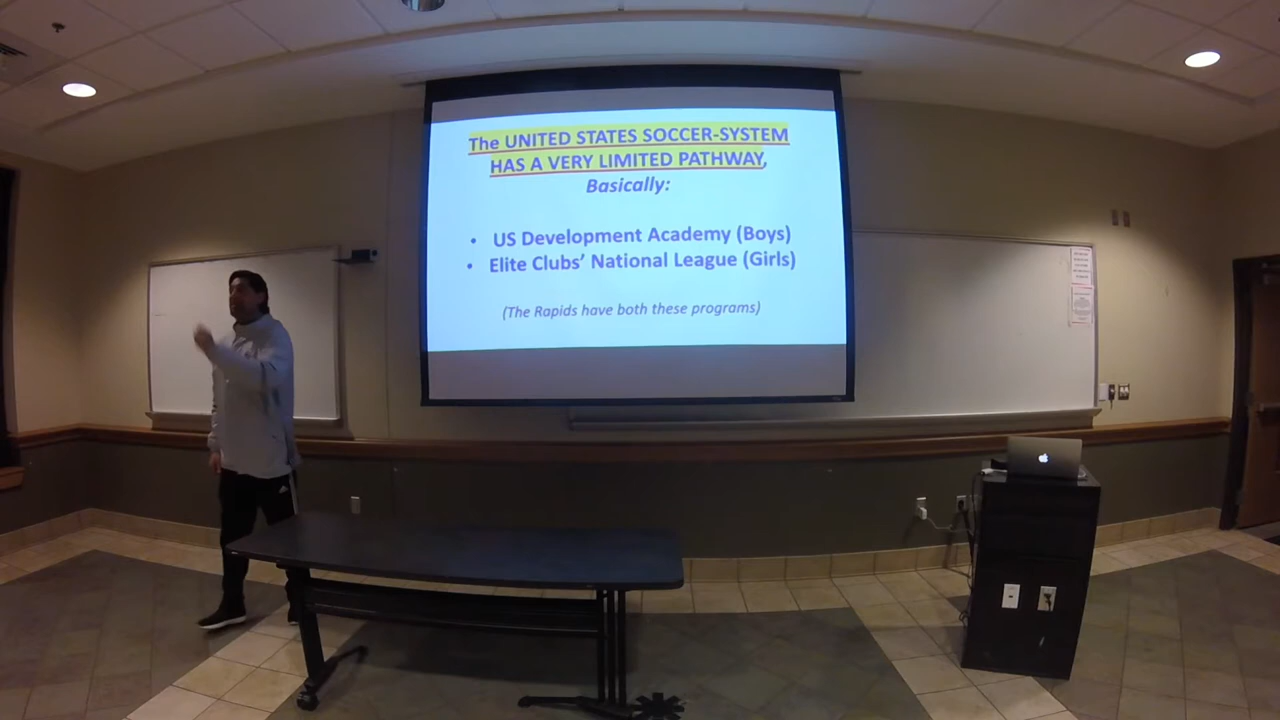 The UNITED STATES SOCCER-SYSTEM
HAS A VERY LIMITED PATHWAY,
Basically:
• US Development Academy (Boys)
• Elite Clubs’ National League (Girls)
(The Rapids have both these programs)